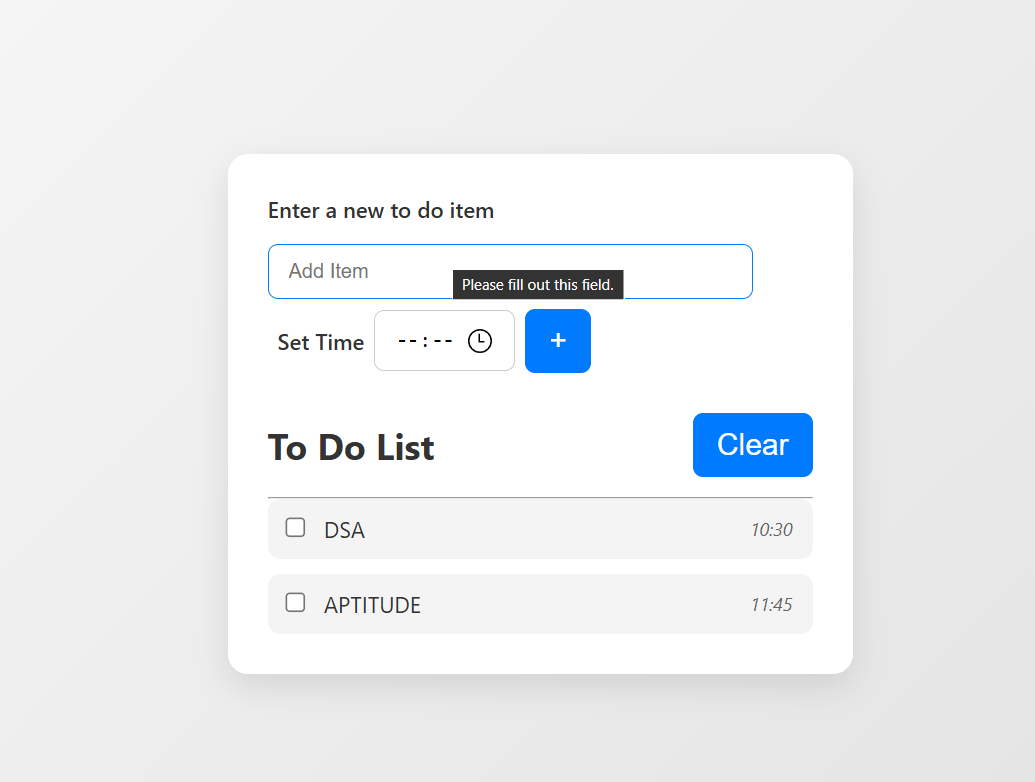 Enter a new to do item
Add Item
Please fill out this field.
Set Time --:-- +
To Do List Clear
DSA 10:30
APTITUDE 11:45